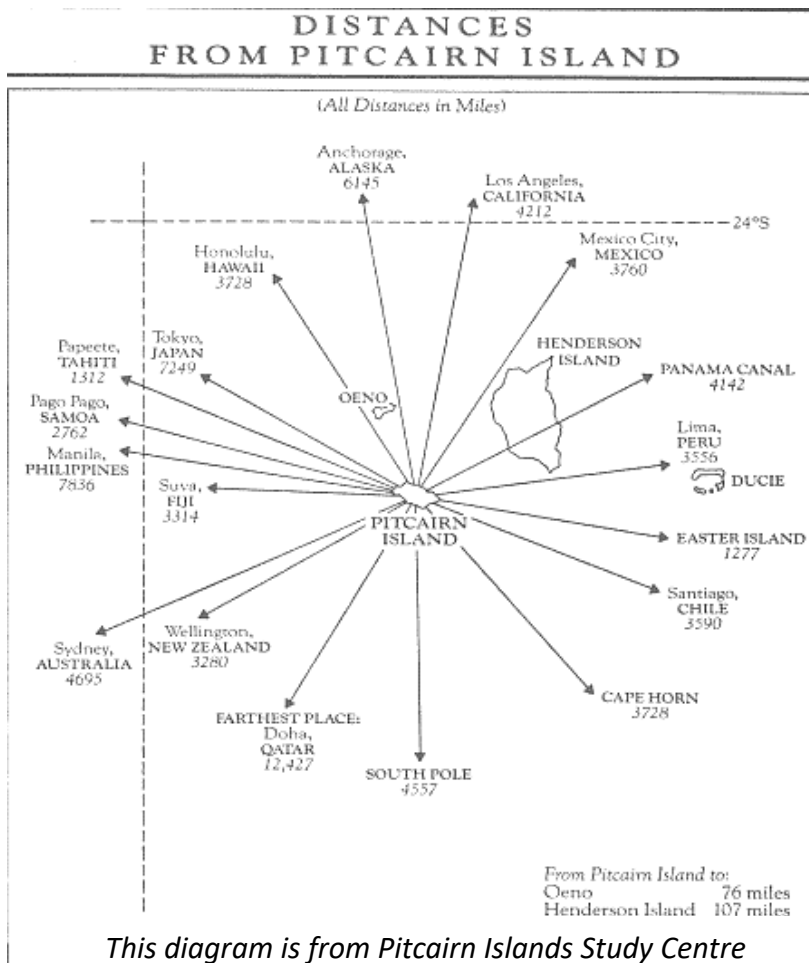 DISTANCES
FROM PITCAIRN ISLAND
(All Distances in Miles)
Anchorage,
ALASKA
6145
Los Angeles,
CALIFORNIA
4212
24°S
Honolulu,
HAWAII
3728
Mexico City,
MEXICO
3760
Papeete,
TAHITI
1312
Tokyo,
JAPAN
7249
HENDERSON
ISLAND
PANAMA CANAL
4142
OENO
Pago Pago,
SAMOA
2762
Lima,
PERU
3556
Manila,
PHILIPPINES
7836
DUCIE
Suva,
FIJI
3314
PITCAIRN
ISLAND
EASTER ISLAND
1277
Santiago,
CHILE
3590
Sydney,
AUSTRALIA
4695
Wellington,
NEW ZEALAND
3280
CAPE HORN
3728
FARTHEST PLACE:
Doha,
QATAR
12,427
SOUTH POLE
4557
From Pitcairn Island to:
Oeno 76 miles
Henderson Island 107 miles
This diagram is from Pitcairn Islands Study Centre